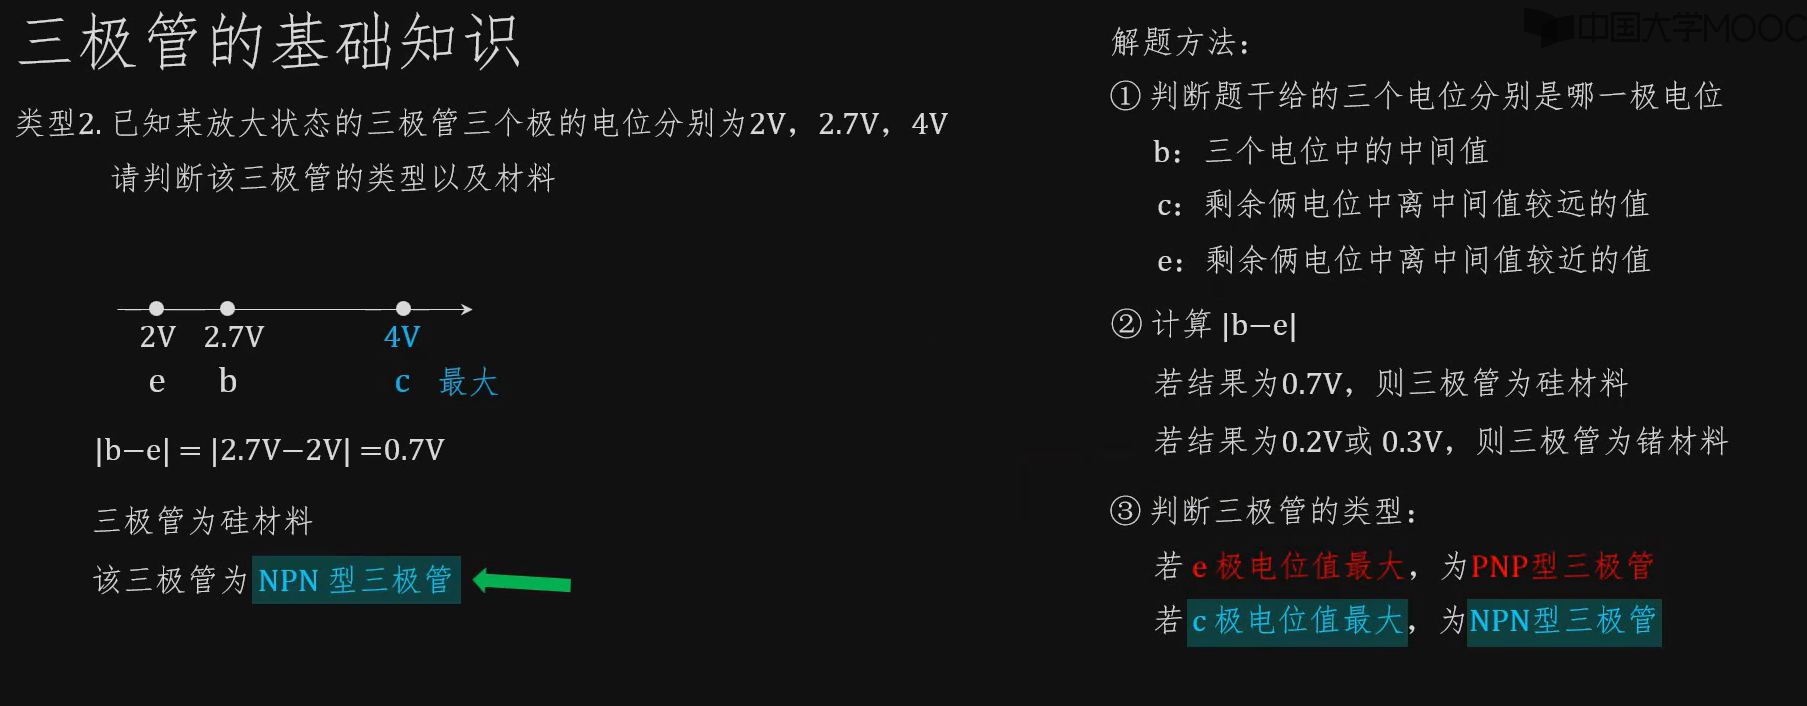 三极管的基础知识
类型2. 已知某放大状态的三极管三个极的电位分别为2V，2.7V，4V
请判断该三极管的类型以及材料
2V 2.7V 4V
e b c 最大
|b−e| = |2.7V−2V| =0.7V
三极管为硅材料
该三极管为 NPN 型三极管
中国大学MOOC
解题方法：
① 判断题干给的三个电位分别是哪一极电位
b：三个电位中的中间值
c：剩余俩电位中离中间值较远的值
e：剩余俩电位中离中间值较近的值
② 计算 |b−e|
若结果为0.7V，则三极管为硅材料
若结果为0.2V或 0.3V，则三极管为锗材料
③ 判断三极管的类型：
若 e 极电位值最大，为PNP型三极管
若 c 极电位值最大，为NPN型三极管